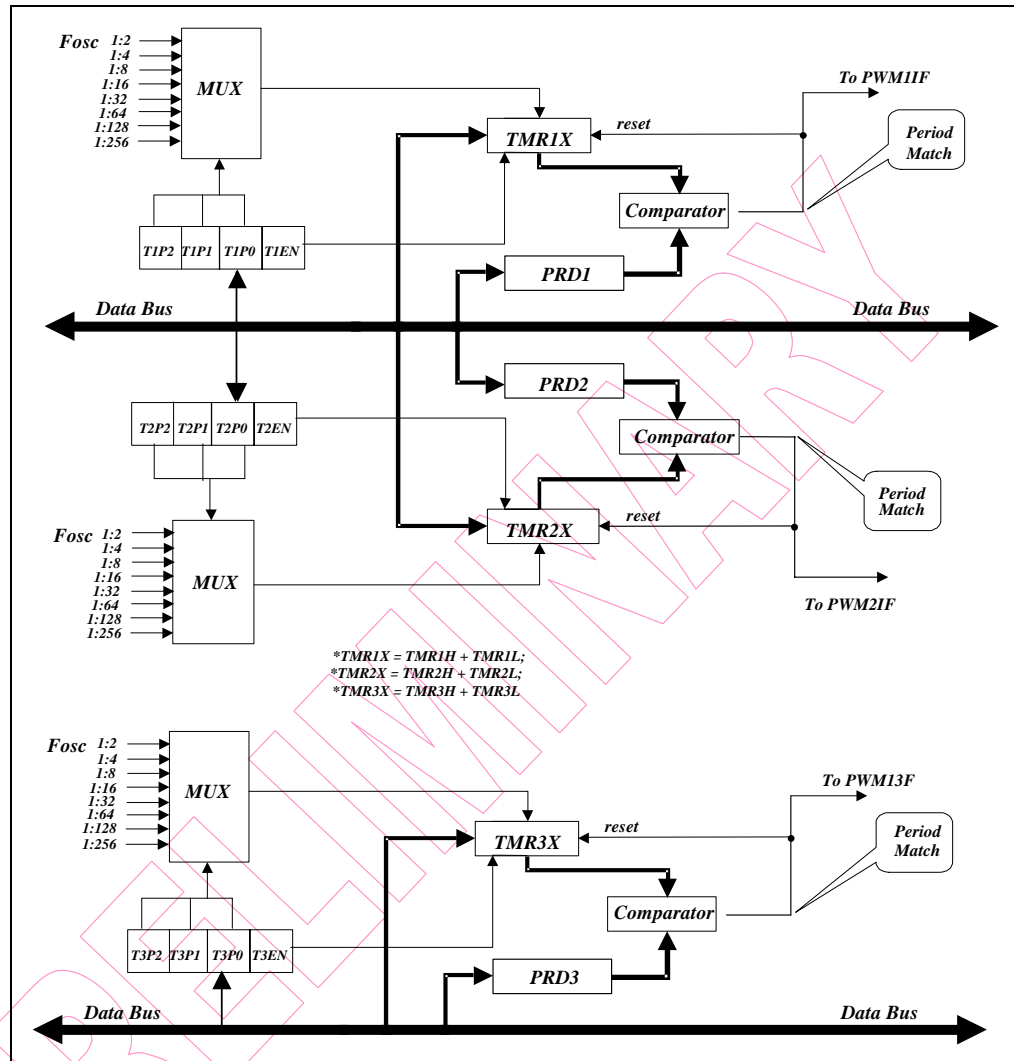 Fosc 1:2
1:4
1:8
1:16
1:32
1:64
1:128
1:256
MUX
To PWM1IF
reset
TMR1X
Period
Match
Comparator
T1P2 T1P1 T1P0 T1EN
PRD1
Data Bus Data Bus
PRD2
T2P2 T2P1 T2P0 T2EN
Comparator
Period
Match
TMR2X
reset
Fosc 1:2
1:4
1:8
1:16
1:32
1:64
1:128
1:256
MUX
To PWM2IF
*TMR1X = TMR1H + TMR1L;
*TMR2X = TMR2H + TMR2L;
*TMR3X = TMR3H + TMR3L
Fosc 1:2
1:4
1:8
1:16
1:32
1:64
1:128
1:256
MUX
To PWM13F
reset
TMR3X
Period
Match
Comparator
T3P2 T3P1 T3P0 T3EN
PRD3
Data Bus Data Bus
PRELIMINARY